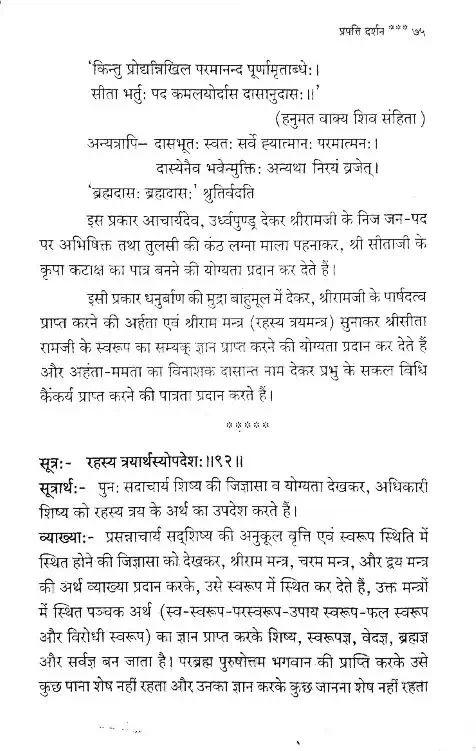 प्रपत्ति दर्शन *** ७५
'किन्तु प्रोद्यन्निखिल परमानन्द पूर्णामृताब्धेः।
सीता भर्तुः पद कमलयोर्दास दासानुदासः॥'
(हनुमत वाक्य शिव संहिता)
अन्यत्रापि– दासभूतः स्वतः सर्वे ह्यात्मानः परमात्मनः।
दास्येनैव भवेन्मुक्तिः अन्यथा निरयं ब्रजेत्।
'ब्रह्मदासः ब्रह्मदासः' श्रुतिर्वदति
इस प्रकार आचार्यदेव, उर्ध्वपुण्ड्र देकर श्रीरामजी के निज जन-पद
पर अभिषिक्त तथा तुलसी की कंठ लग्ना माला पहनाकर, श्री सीताजी के
कृपा कटाक्ष का पात्र बनने की योग्यता प्रदान कर देते हैं।
इसी प्रकार धनुर्बाण की मुद्रा बाहुमूल में देकर, श्रीरामजी के पार्षदत्व
प्राप्त करने की अर्हता एवं श्रीराम मन्त्र (रहस्य त्रयमन्त्र) सुनाकर श्रीसीता
रामजी के स्वरूप का सम्यक् ज्ञान प्राप्त करने की योग्यता प्रदान कर देते हैं
और अहंता-ममता का विनाशक दासान्त नाम देकर प्रभु के सकल विधि
कैंकर्य प्राप्त करने की पात्रता प्रदान करते हैं।
*****
सूत्रः- रहस्य त्रयार्थस्योपदेशः॥९२॥
सूत्रार्थः- पुनः सदाचार्य शिष्य की जिज्ञासा व योग्यता देखकर, अधिकारी
शिष्य को रहस्य त्रय के अर्थ का उपदेश करते हैं।
व्याख्याः- प्रसन्नाचार्य सद्शिष्य की अनुकूल वृत्ति एवं स्वरूप स्थिति में
स्थित होने की जिज्ञासा को देखकर, श्रीराम मन्त्र, चरम मन्त्र, और द्वय मन्त्र
की अर्थ व्याख्या प्रदान करके, उसे स्वरूप में स्थित कर देते हैं, उक्त मन्त्रों
में स्थित पञ्चक अर्थ (स्व-स्वरूप-परस्वरूप-उपाय स्वरूप-फल स्वरूप
और विरोधी स्वरूप) का ज्ञान प्राप्त करके शिष्य, स्वरूपज्ञ, वेदज्ञ, ब्रह्मज्ञ
और सर्वज्ञ बन जाता है। परब्रह्म पुरुषोत्तम भगवान की प्राप्ति करके उसे
कुछ पाना शेष नहीं रहता और उनका ज्ञान करके कुछ जानना शेष नहीं रहता